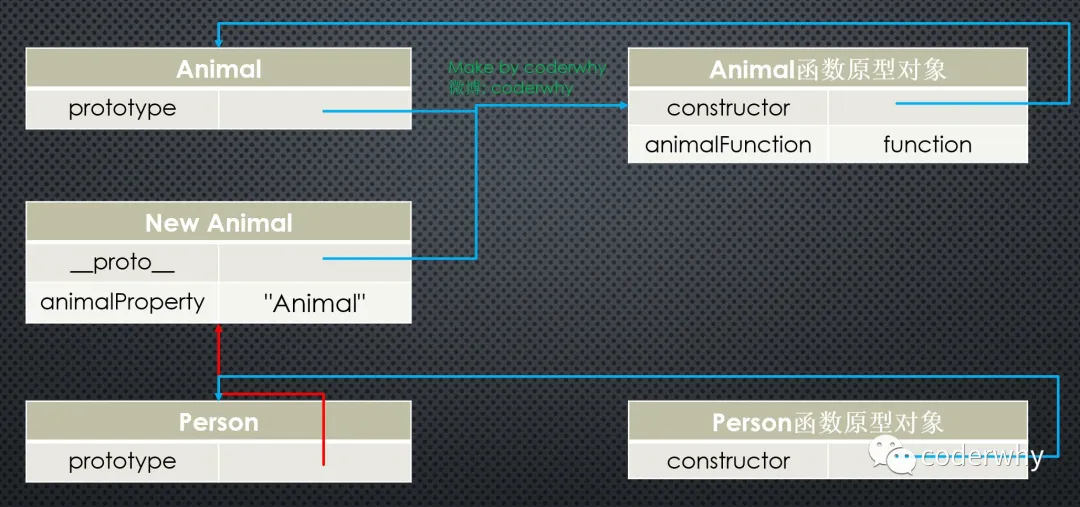 Animal
prototype
Make by coderwhy
微博: coderwhy
Animal函数原型对象
constructor
animalFunction function
New Animal
__proto__
animalProperty "Animal"
Person
prototype
Person函数原型对象
constructor
coderwhy